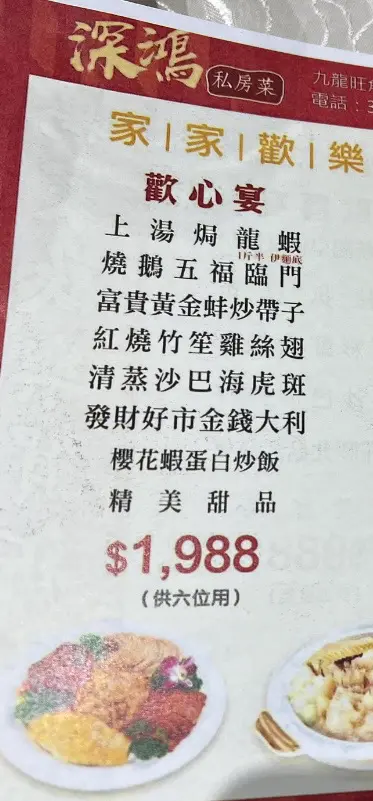 深鴻 私房菜
九龍旺
電話：
家|家|歡|樂
歡心宴
上湯焗龍蝦
1斤半 伊麵底
燒鵝五福臨門
富貴黃金蚌炒帶子
紅燒竹笙雞絲翅
清蒸沙巴海虎斑
發財好市金錢大利
櫻花蝦蛋白炒飯
精美甜品
$1,988
（供六位用）